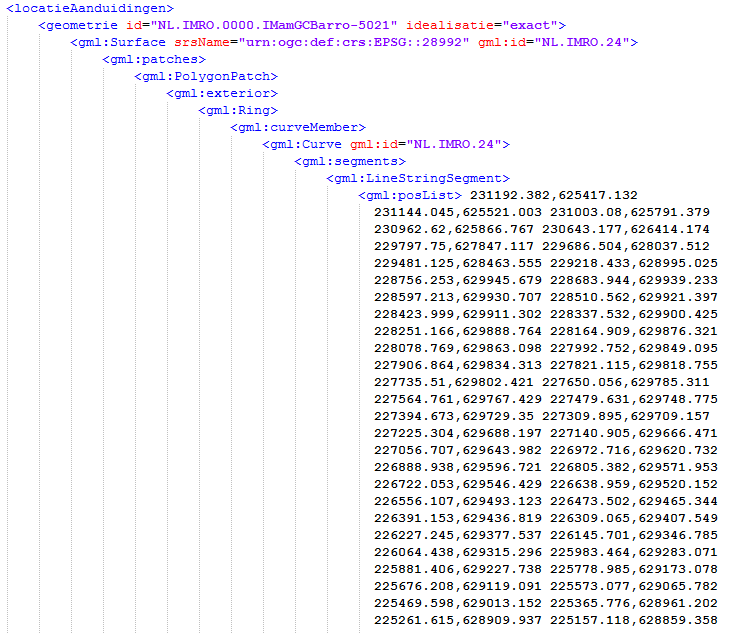 <locatieAanduidingen>
<geometrie id="NL.IMRO.0000.IMamGCBarro-5021" idealisatie="exact">
<gml:Surface srsName="urn:ogc:def:crs:EPSG::28992" gml:id="NL.IMRO.24">
<gml:patches>
<gml:PolygonPatch>
<gml:exterior>
<gml:Ring>
<gml:curveMember>
<gml:Curve gml:id="NL.IMRO.24">
<gml:segments>
<gml:LineStringSegment>
<gml:posList> 231192.382,625417.132
231144.045,625521.003 231003.08,625791.379
230962.62,625866.767 230643.177,626414.174
229797.75,627847.117 229686.504,628037.512
229481.125,628463.555 229218.433,628995.025
228756.253,629945.679 228683.944,629939.233
228597.213,629930.707 228510.562,629921.397
228423.999,629911.302 228337.532,629900.425
228251.166,629888.764 228164.909,629876.321
228078.769,629863.098 227992.752,629849.095
227906.864,629834.313 227821.115,629818.755
227735.51,629802.421 227650.056,629785.311
227564.761,629767.429 227479.631,629748.775
227394.673,629729.35 227309.895,629709.157
227225.304,629688.197 227140.905,629666.471
227056.707,629643.982 226972.716,629620.732
226888.938,629596.721 226805.382,629571.953
226722.053,629546.429 226638.959,629520.152
226556.107,629493.123 226473.502,629465.344
226391.153,629436.819 226309.065,629407.549
226227.245,629377.537 226145.701,629346.785
226064.438,629315.296 225983.464,629283.071
225881.406,629227.738 225778.985,629173.078
225676.208,629119.091 225573.077,629065.782
225469.598,629013.152 225365.776,628961.202
225261.615,628909.937 225157.118,628859.358